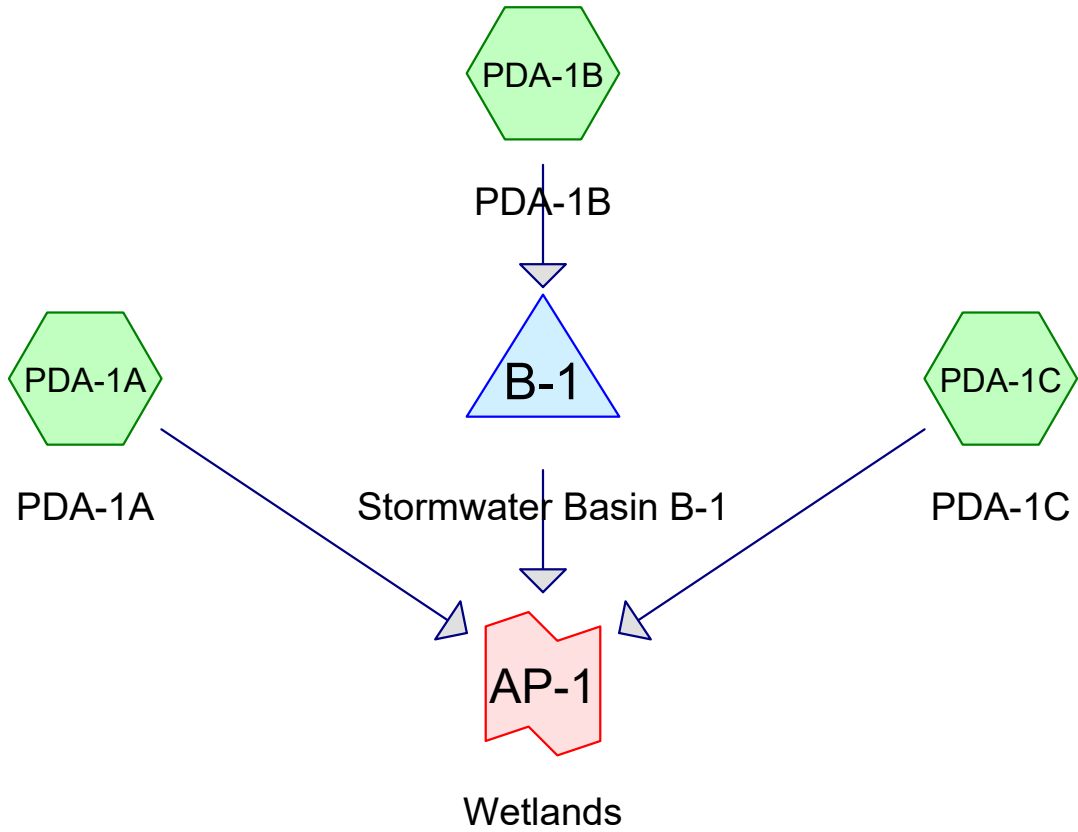 PDA-1B
PDA-1B
B-1
PDA-1A
PDA-1C
Stormwater Basin B-1
PDA-1A
PDA-1C
AP-1
Wetlands